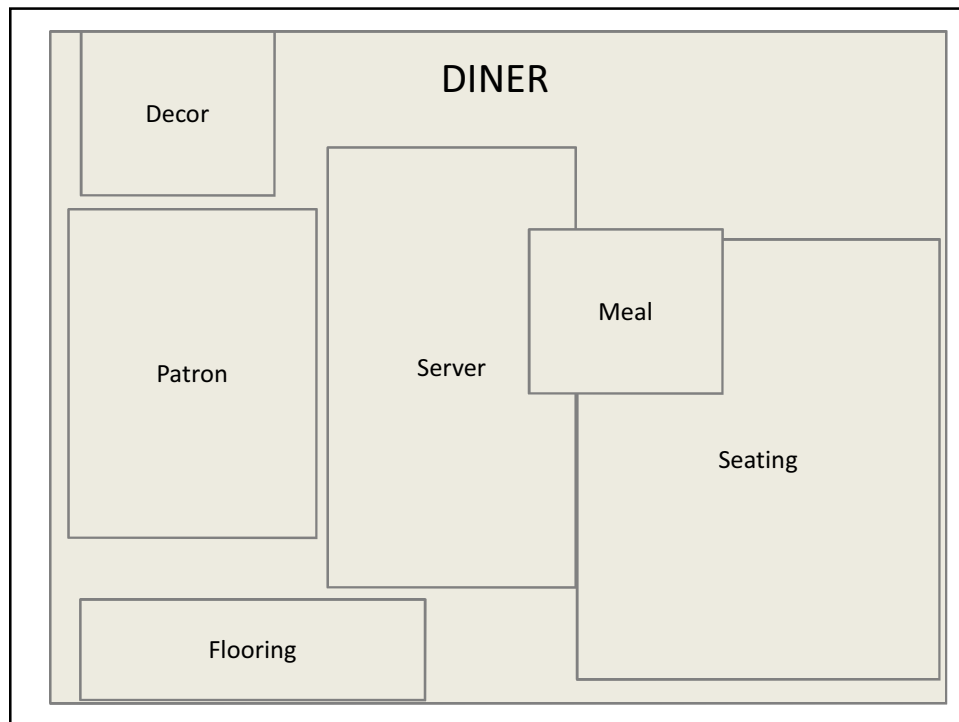 DINER
Decor
Meal
Server
Patron
Seating
Flooring